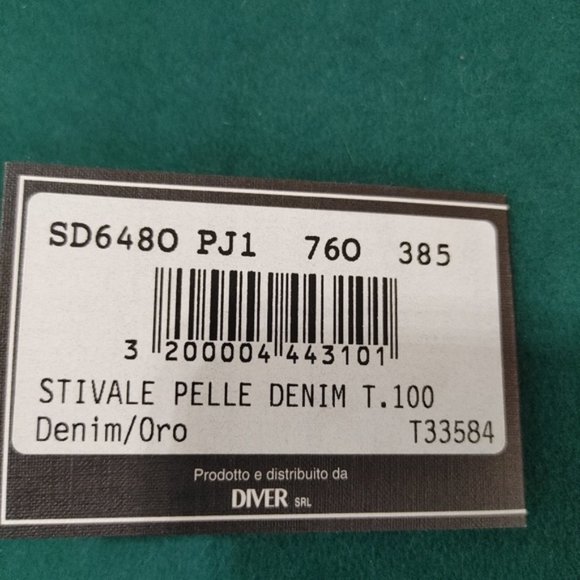 SD6480 PJ1 760 385
3 200004 443101
STIVALE PELLE DENIM T.100
Denim/Oro T33584
Prodotto e distribuito da
DIVER SRL